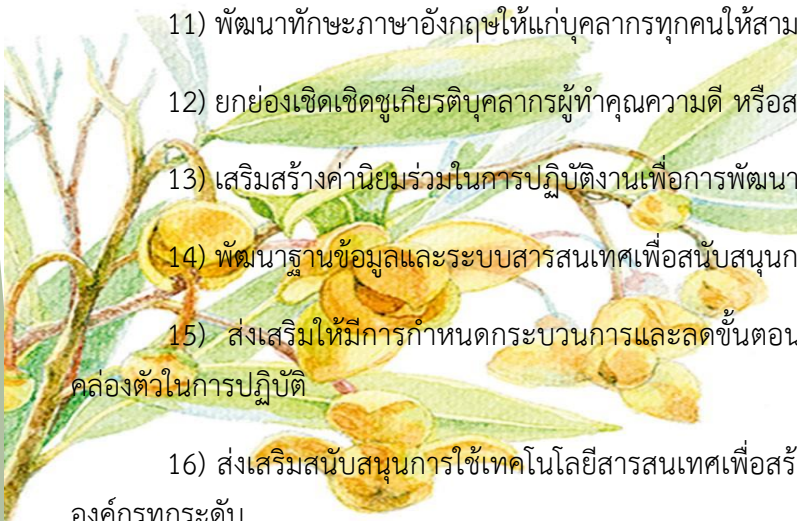 11) พัฒนาทักษะภาษาอังกฤษให้แก่บุคลากรทุกคนให้สาม
12) ยกย่องเชิดเชิดชูเกียรติบุคลากรผู้ทำคุณความดี หรือส
13) เสริมสร้างค่านิยมร่วมในการปฏิบัติงานเพื่อการพัฒนา
14) พัฒนาฐานข้อมูลและระบบสารสนเทศเพื่อสนับสนุนก
15) ส่งเสริมให้มีการกำหนดกระบวนการและลดขั้นตอน
คล่องตัวในการปฏิบัติ
16) ส่งเสริมสนับสนุนการใช้เทคโนโลยีสารสนเทศเพื่อสร้
องค์กรทุกระดับ